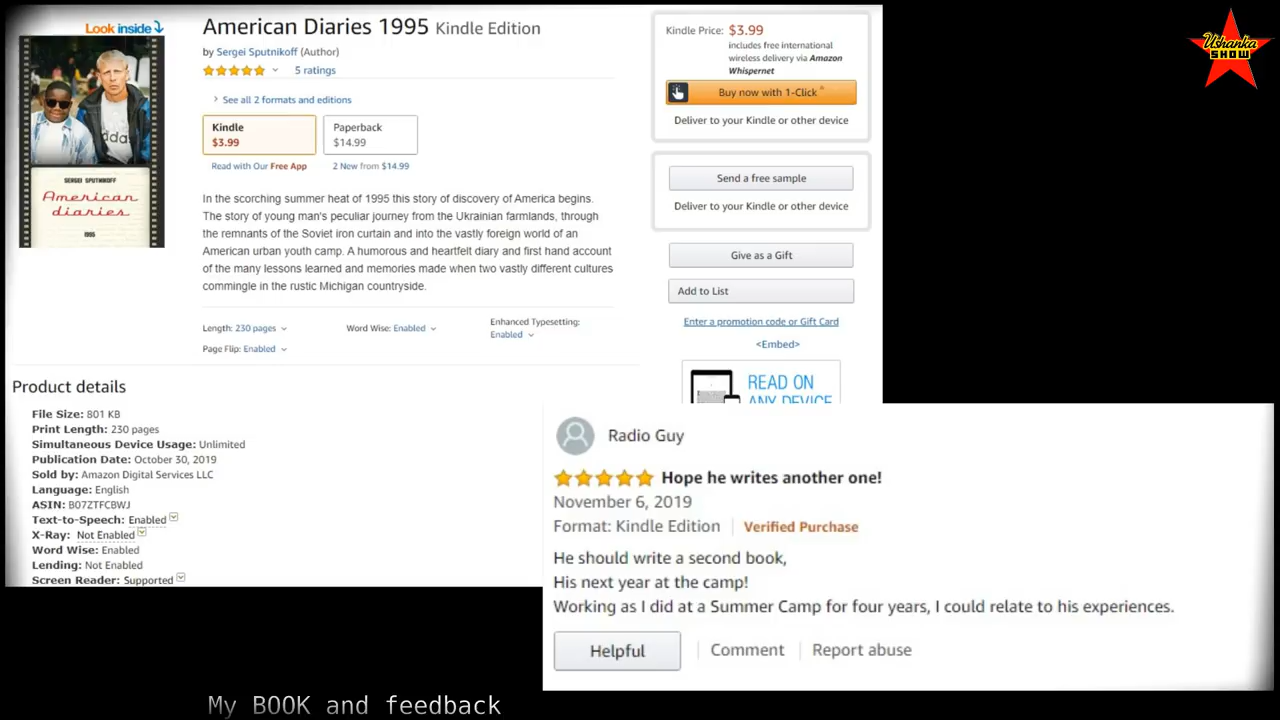 Look inside
American Diaries 1995 Kindle Edition
by Sergei Sputnikoff (Author)
5 ratings
See all 2 formats and editions
Kindle
$3.99
Paperback
$14.99
Read with Our Free App
2 New from $14.99
In the scorching summer heat of 1995 this story of discovery of America begins.
The story of young man's peculiar journey from the Ukrainian farmlands, through
the remnants of the Soviet iron curtain and into the vastly foreign world of an
American urban youth camp. A humorous and heartfelt diary and first hand account
of the many lessons learned and memories made when two vastly different cultures
commingle in the rustic Michigan countryside.
Length: 230 pages
Word Wise: Enabled
Enhanced Typesetting:
Enabled
Page Flip: Enabled
SERGEI SPUTNIKOFF
American
diaries
1995
Kindle Price: $3.99
includes free international
wireless delivery via Amazon
Whispernet
Buy now with 1-Click ^
Deliver to your Kindle or other device
Send a free sample
Deliver to your Kindle or other device
Give as a Gift
Add to List
Enter a promotion code or Gift Card
<Embed>
READ ON
ANY DEVICE
Ushanka
SHOW
Product details
File Size: 801 KB
Print Length: 230 pages
Simultaneous Device Usage: Unlimited
Publication Date: October 30, 2019
Sold by: Amazon Digital Services LLC
Language: English
ASIN: B07ZTFCBWJ
Text-to-Speech: Enabled
X-Ray: Not Enabled
Word Wise: Enabled
Lending: Not Enabled
Screen Reader: Supported
Radio Guy
Hope he writes another one!
November 6, 2019
Format: Kindle Edition
Verified Purchase
He should write a second book,
His next year at the camp!
Working as I did at a Summer Camp for four years, I could relate to his experiences.
Helpful
Comment
Report abuse
My BOOK and feedback